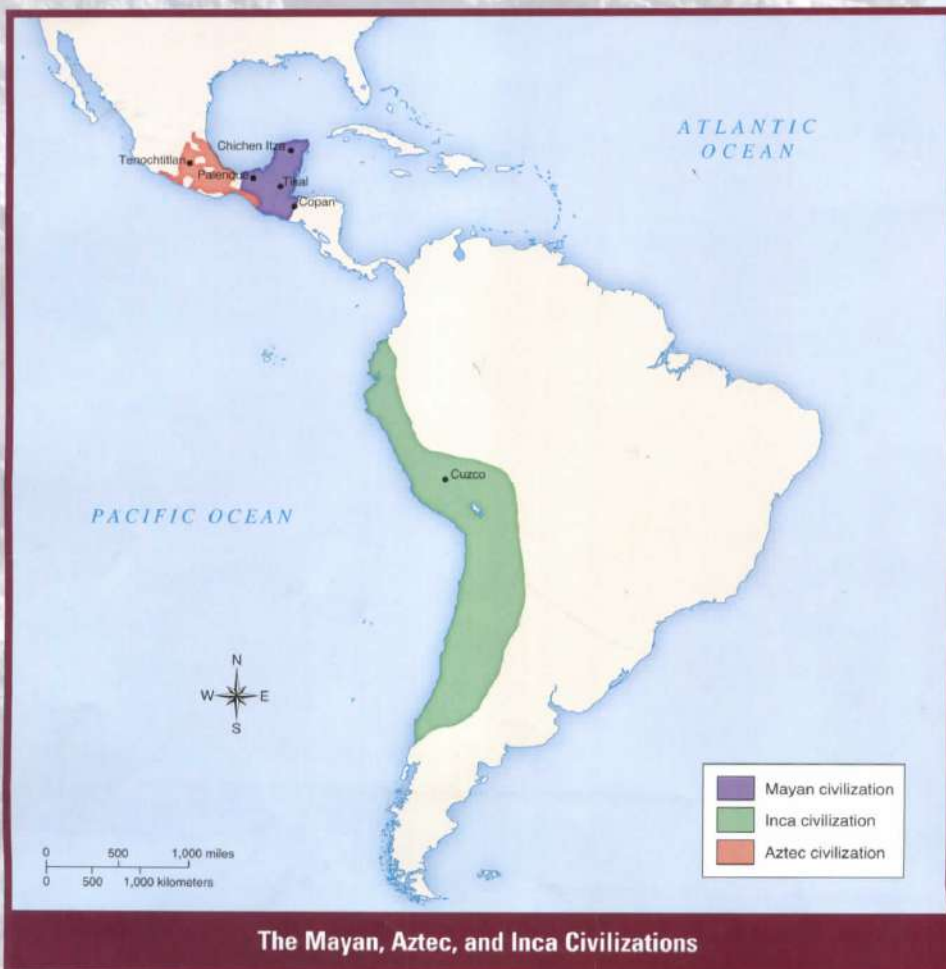 ATLANTIC
OCEAN
Chichen Itza
Tenochtitlan
Palenque
Tikal
Copan
Cuzco
PACIFIC OCEAN
N
W E
S
Mayan civilization
Inca civilization
Aztec civilization
0 500 1,000 miles
0 500 1,000 kilometers
The Mayan, Aztec, and Inca Civilizations